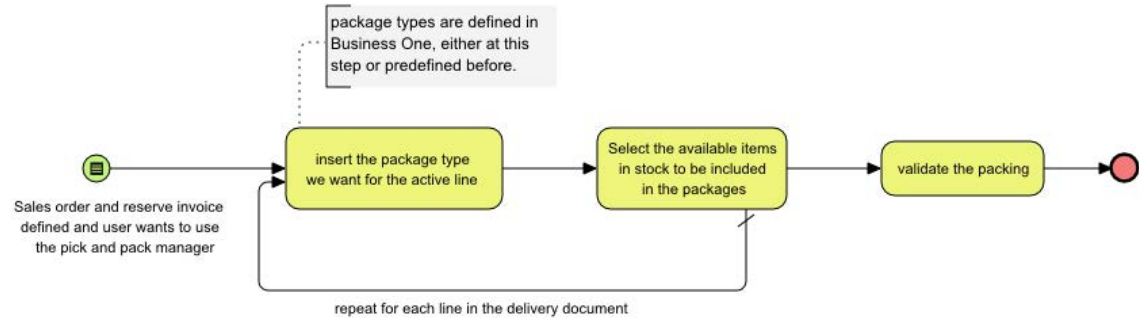 package types are defined in
Business One, either at this
step or predefined before.
insert the package type
we want for the active line
Select the available items
in stock to be included
in the packages
validate the packing
Sales order and reserve invoice
defined and user wants to use
the pick and pack manager
repeat for each line in the delivery document